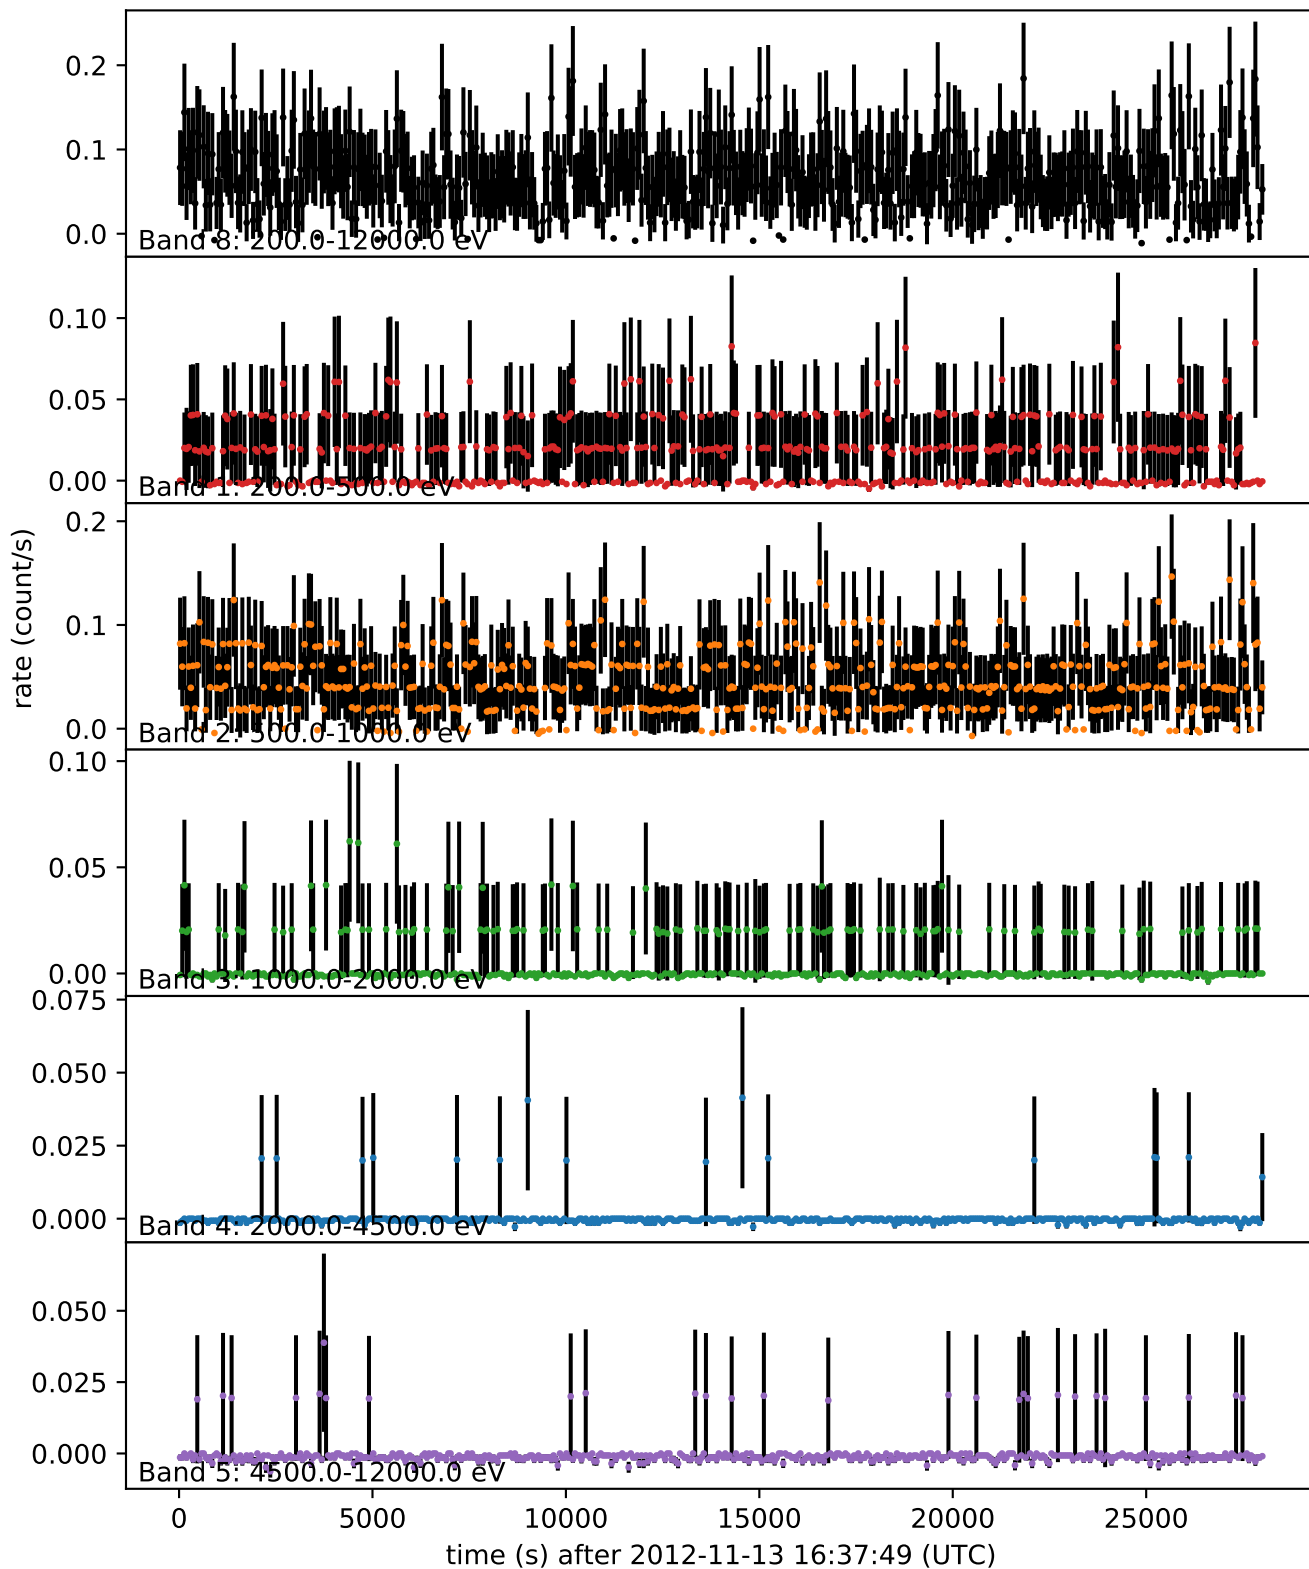 0.2
0.1
0.0
Band 8: 200.0-12000.0 eV
0.10
0.05
0.00
Band 1: 200.0-500.0 eV
0.2
0.1
0.0
Band 2: 500.0-1000.0 eV
rate (count/s)
0.10
0.05
0.00
Band 3: 1000.0-2000.0 eV
0.075
0.050
0.025
0.000
Band 4: 2000.0-4500.0 eV
0.050
0.025
0.000
Band 5: 4500.0-12000.0 eV
0 5000 10000 15000 20000 25000
time (s) after 2012-11-13 16:37:49 (UTC)